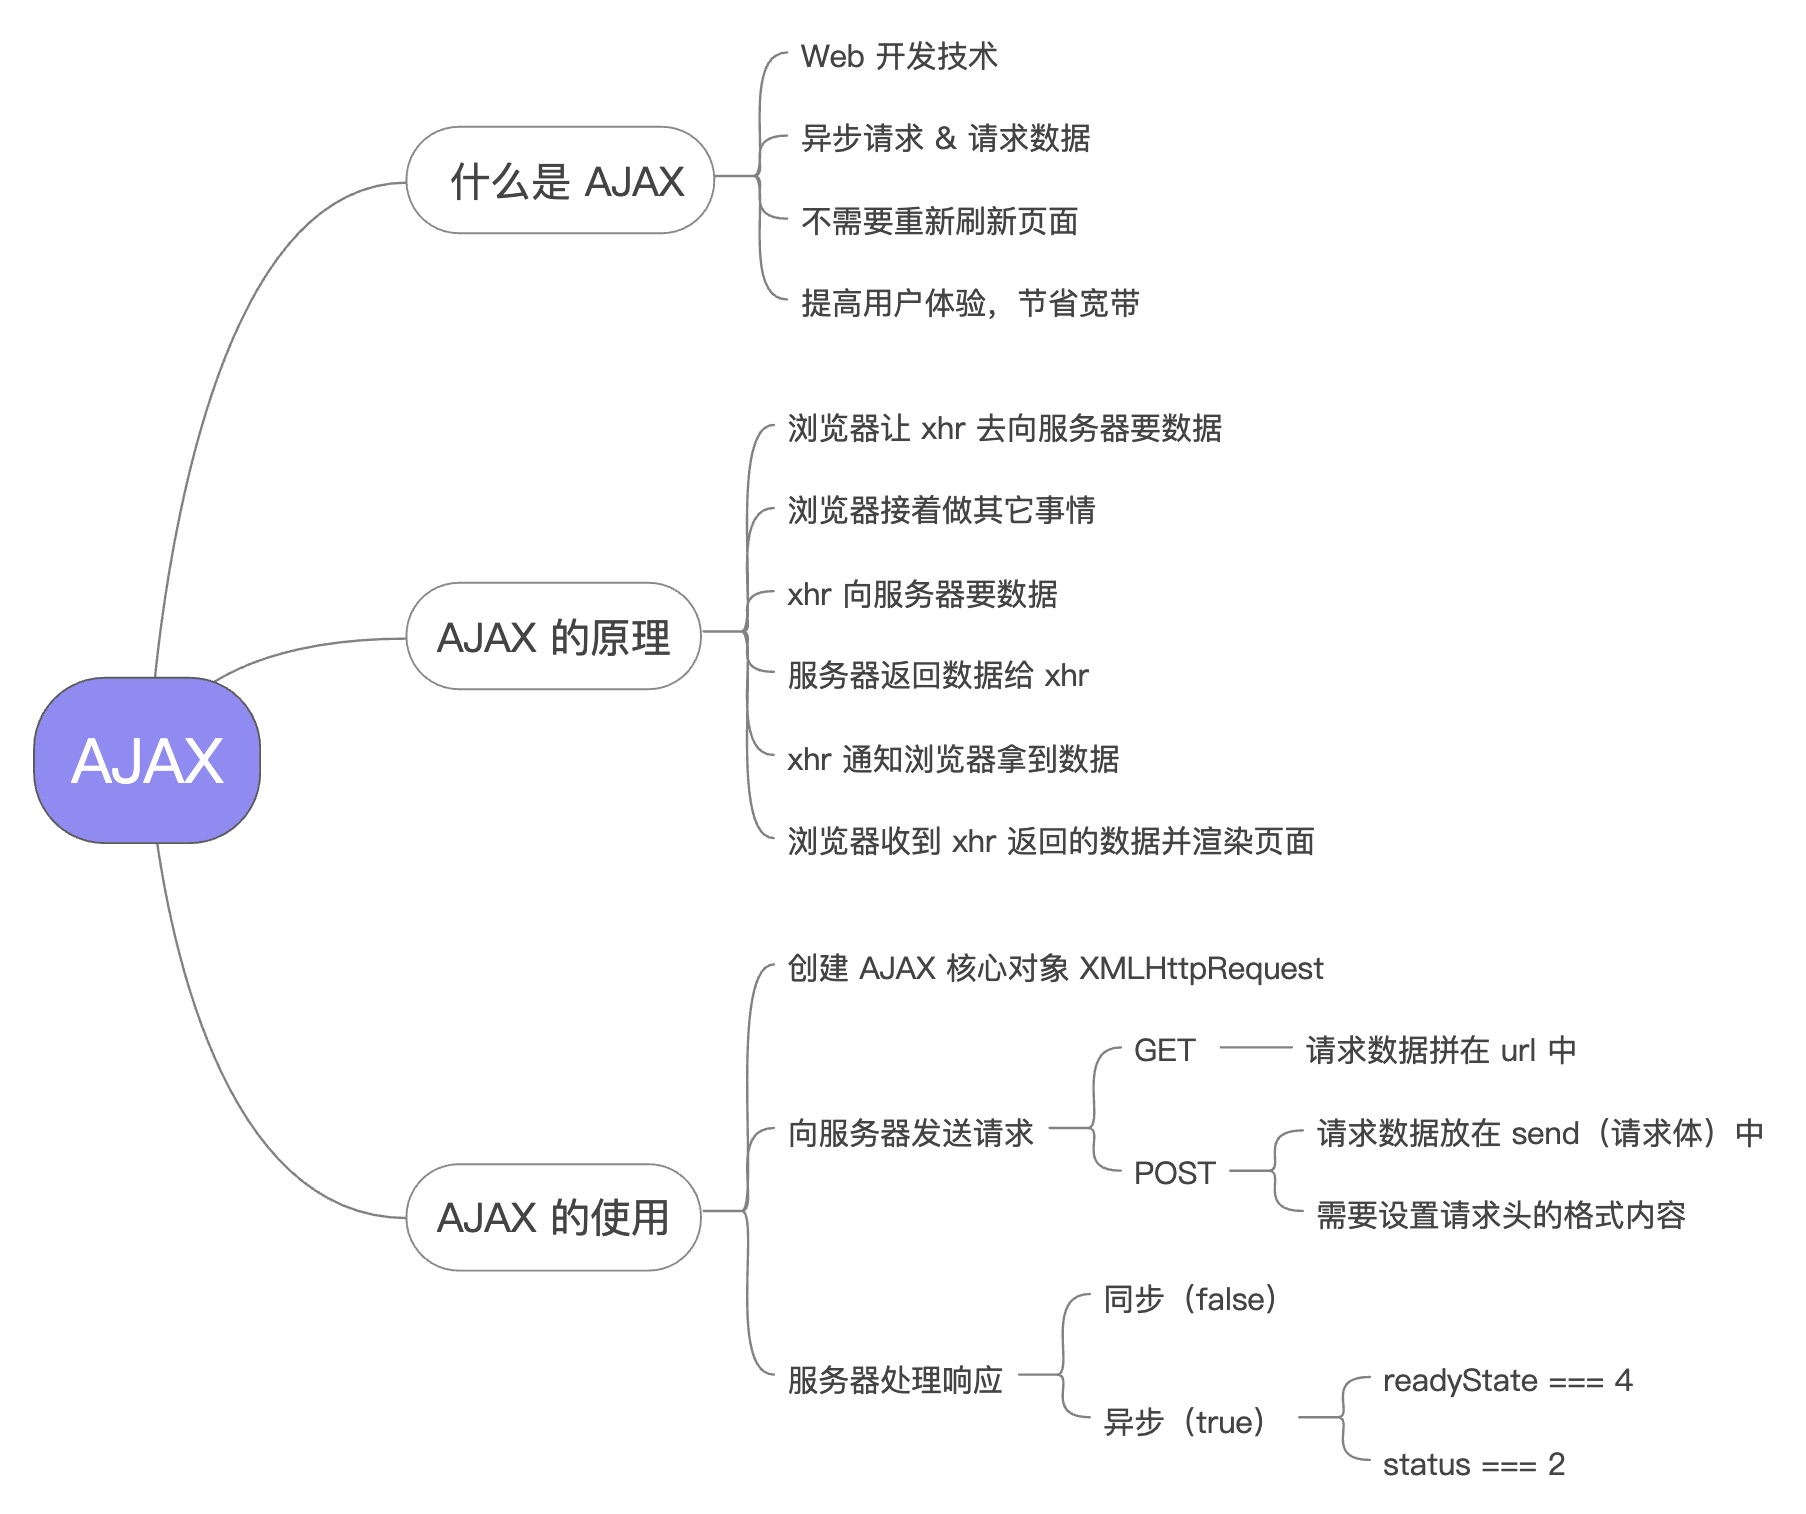 AJAX
什么是 AJAX
Web 开发技术
异步请求 & 请求数据
不需要重新刷新页面
提高用户体验，节省宽带
AJAX 的原理
浏览器让 xhr 去向服务器要数据
浏览器接着做其它事情
xhr 向服务器要数据
服务器返回数据给 xhr
xhr 通知浏览器拿到数据
浏览器收到 xhr 返回的数据并渲染页面
AJAX 的使用
创建 AJAX 核心对象 XMLHttpRequest
向服务器发送请求
GET
请求数据拼在 url 中
POST
请求数据放在 send（请求体）中
需要设置请求头的格式内容
服务器处理响应
同步（false）
异步（true）
readyState === 4
status === 2